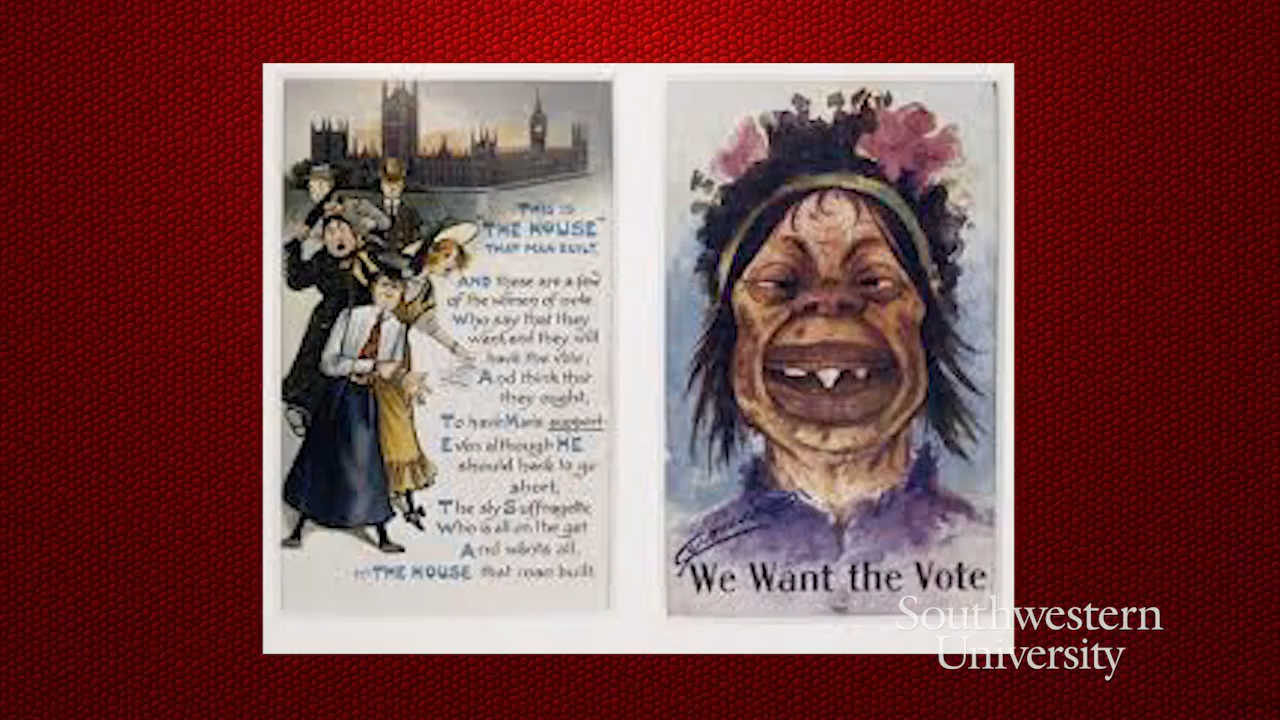 THIS IS
"THE HOUSE"
THAT MAN BUILT,
AND these are a few
of the women of note
Who say that they
want and they will
have the vote;
And think that
they ought,
To have Man's support
Even although HE
should have to go
short,
The sly Suffragette
Who is all on the get
And wants all,
in THE HOUSE that man built
We Want the Vote
Southwestern
University